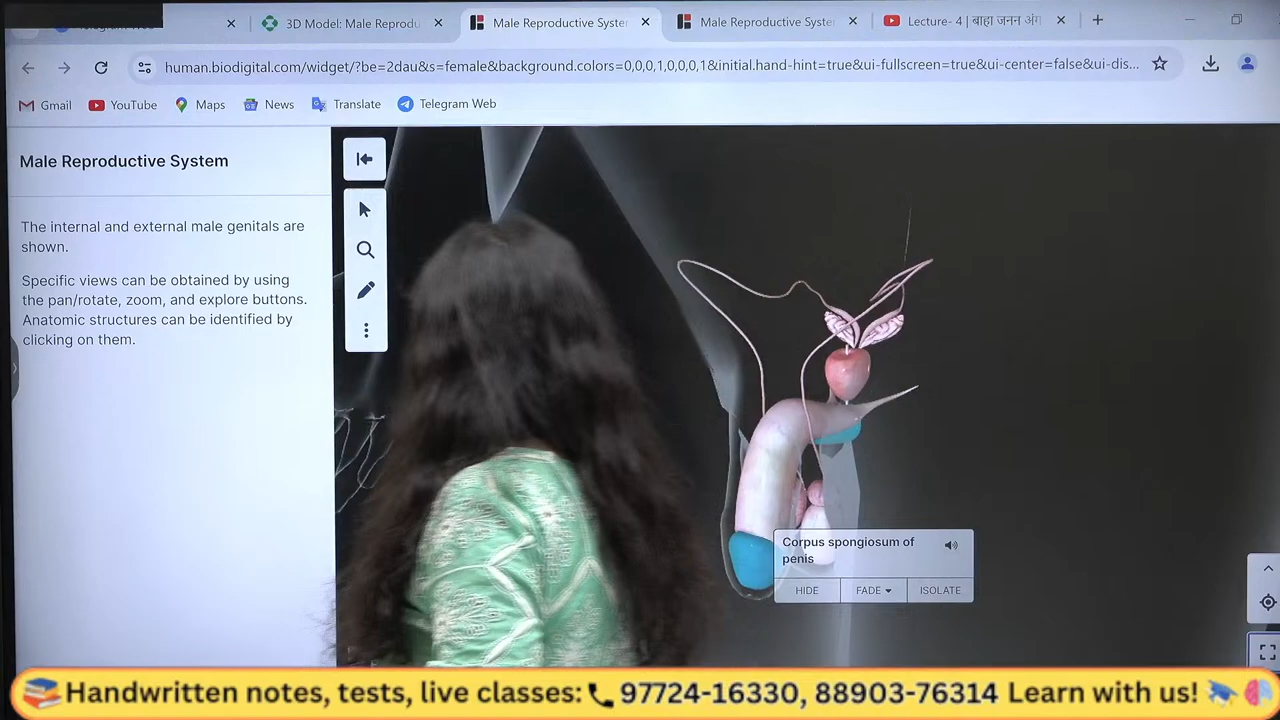 3D Model: Male Reprodu
Male Reproductive Syster
Male Reproductive Syster
Lecture- 4 | बाहा जनन अंग
human.biodigital.com/widget/?be=2dau&s=female&background.colors=0,0,0,1,0,0,0,1&initial.hand-hint=true&ui-fullscreen=true&ui-center=false&ui-dis...
Gmail
YouTube
Maps
News
Translate
Telegram Web
Male Reproductive System
The internal and external male genitals are
shown.
Specific views can be obtained by using
the pan/rotate, zoom, and explore buttons.
Anatomic structures can be identified by
clicking on them.
Corpus spongiosum of
penis
HIDE
FADE
ISOLATE
Handwritten notes, tests, live classes: 97724-16330, 88903-76314 Learn with us!